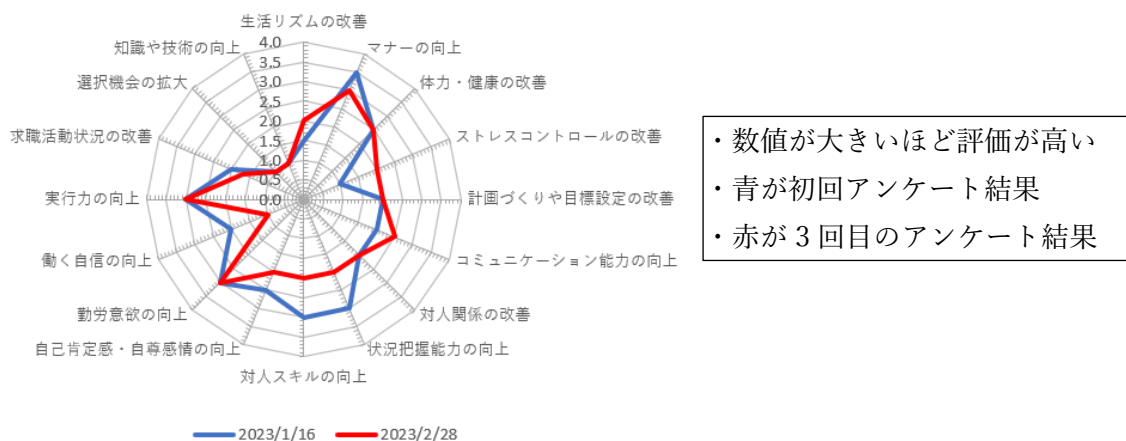 生活リズムの改善
マナーの向上
体力・健康の改善
ストレスコントロールの改善
計画づくりや目標設定の改善
コミュニケーション能力の向上
対人関係の改善
状況把握能力の向上
対人スキルの向上
自己肯定感・自尊感情の向上
勤労意欲の向上
働く自信の向上
実行力の向上
求職活動状況の改善
選択機会の拡大
知識や技術の向上
4.0
3.5
3.0
2.5
2.0
1.5
1.0
0.5
0.0
2023/1/16
2023/2/28
・数値が大きいほど評価が高い
・青が初回アンケート結果
・赤が3回目のアンケート結果